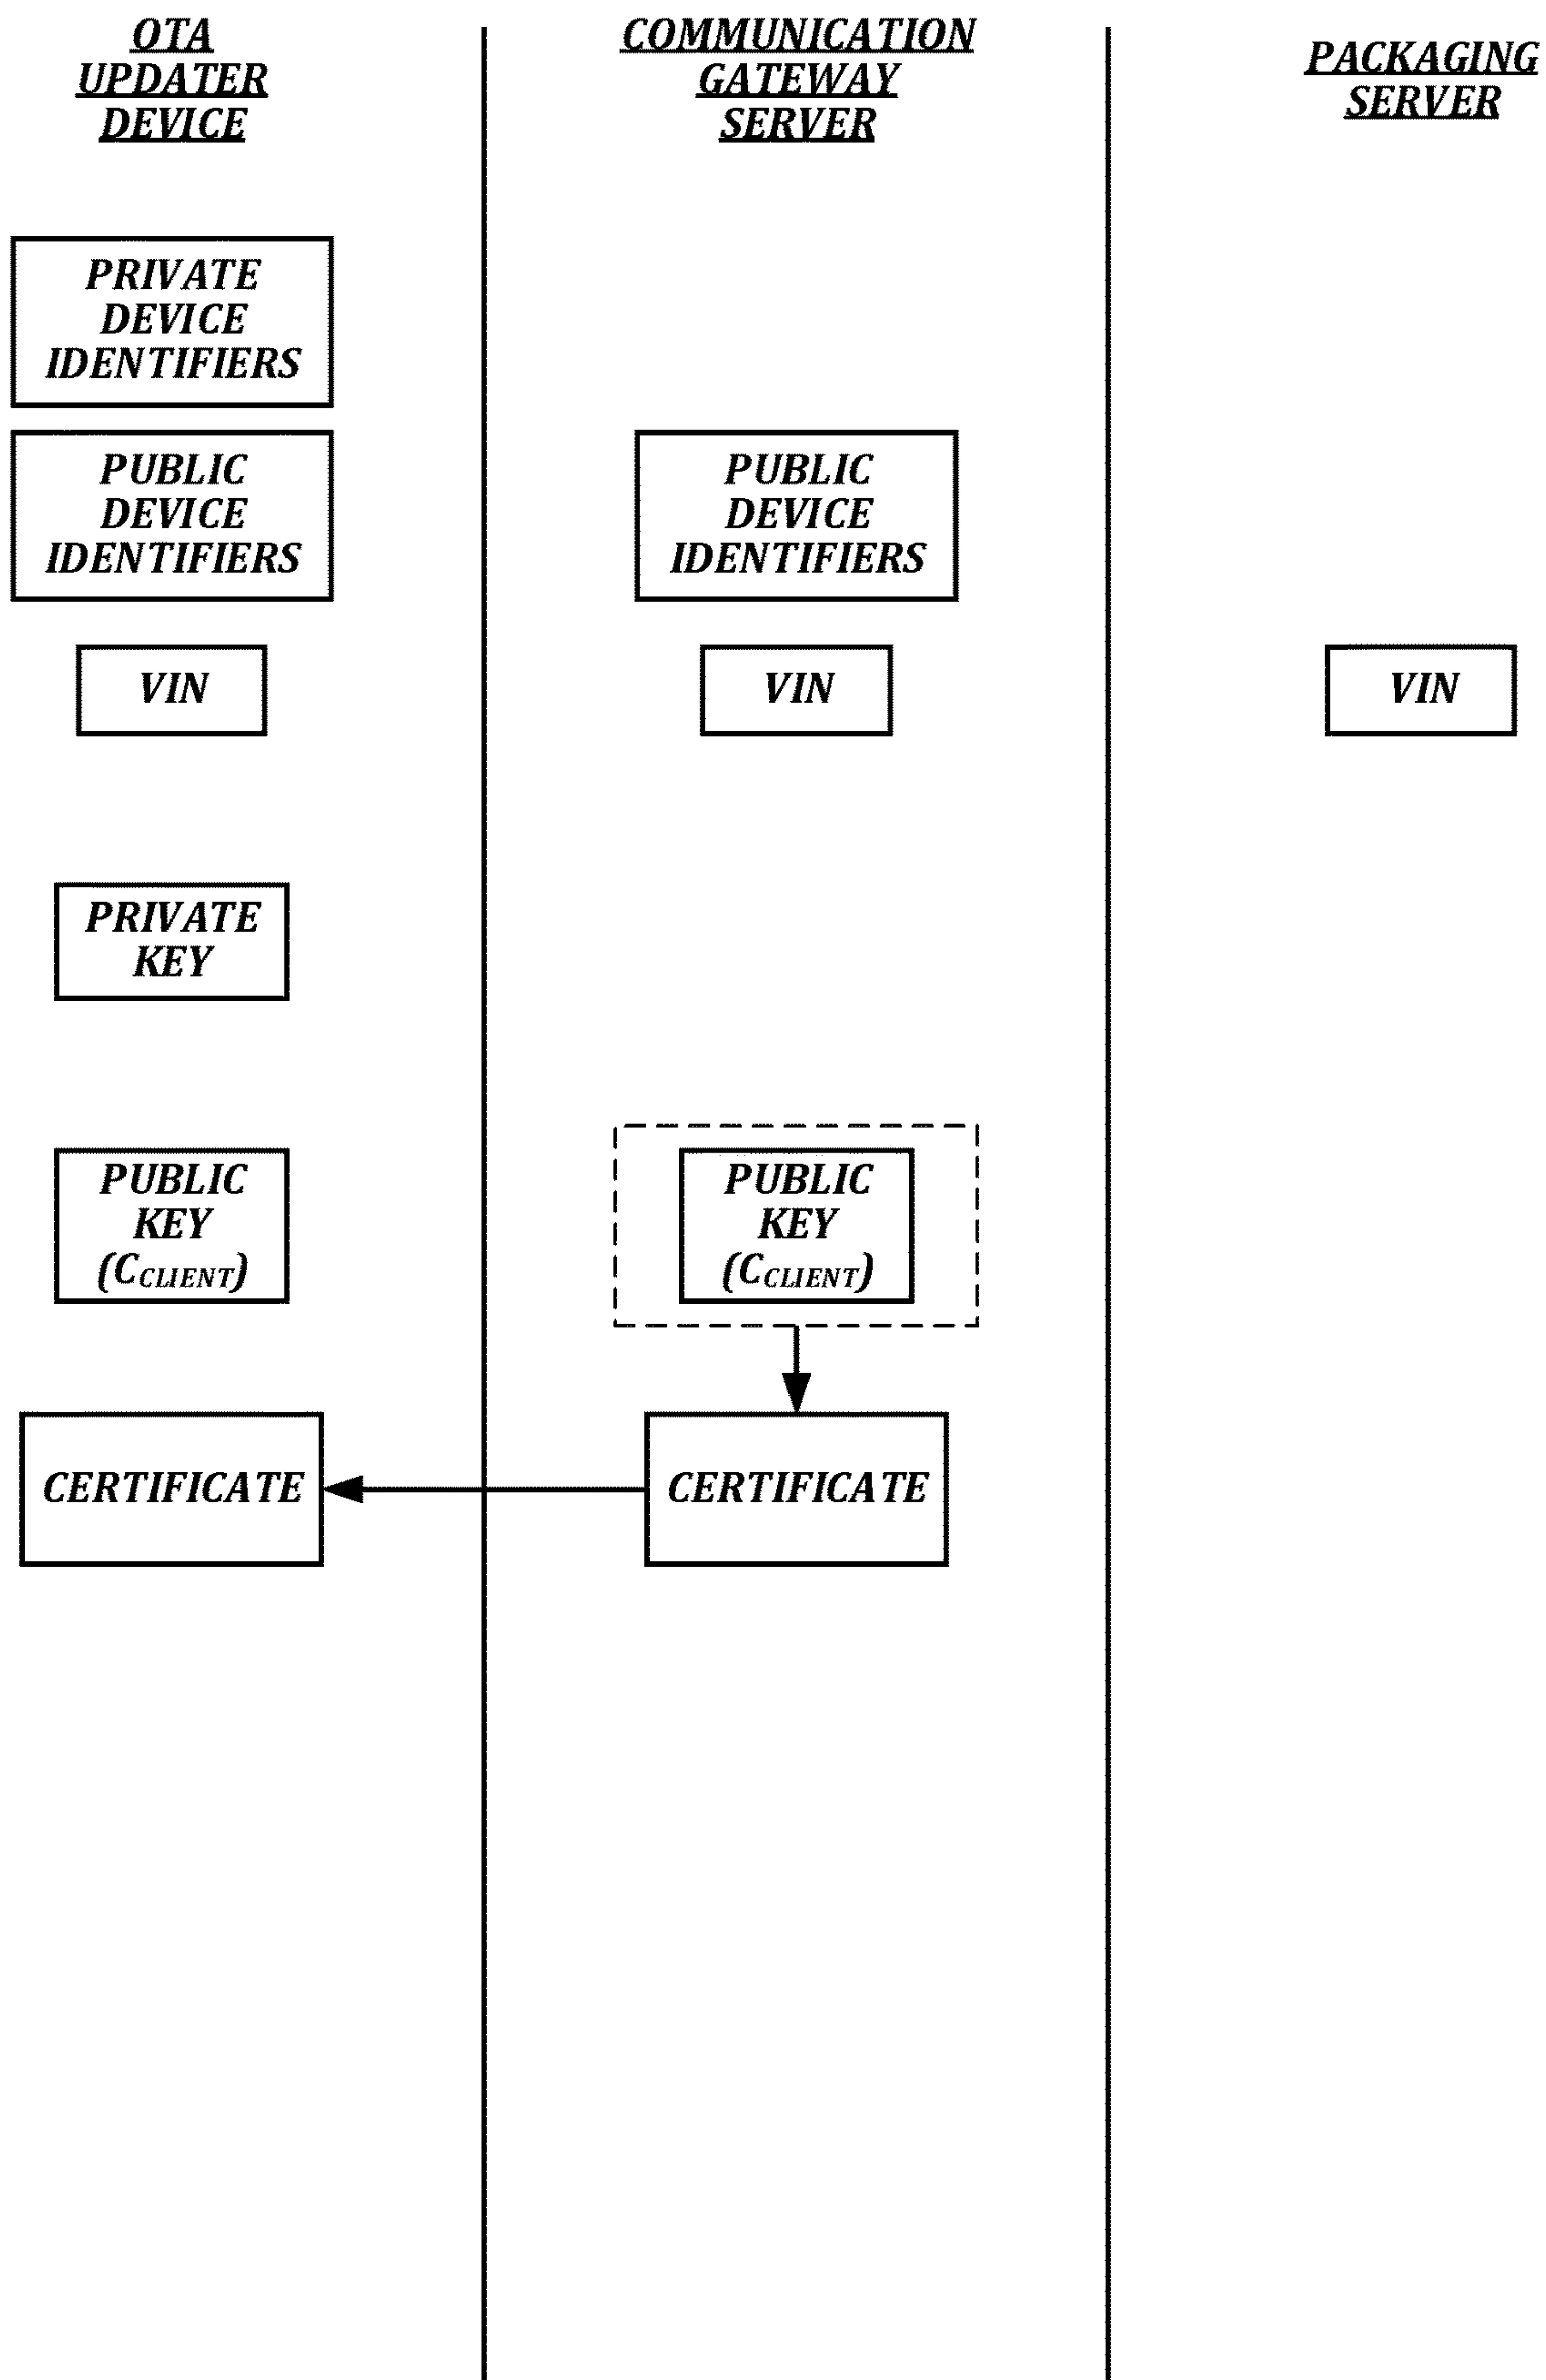 OTA
UPDATER
DEVICE
COMMUNICATION
GATEWAY
SERVER
PACKAGING
SERVER
PRIVATE
DEVICE
IDENTIFIERS
PUBLIC
DEVICE
IDENTIFIERS
PUBLIC
DEVICE
IDENTIFIERS
VIN
VIN
VIN
PRIVATE
KEY
PUBLIC
KEY
(CCLIENT)
PUBLIC
KEY
(CCLIENT)
CERTIFICATE
CERTIFICATE